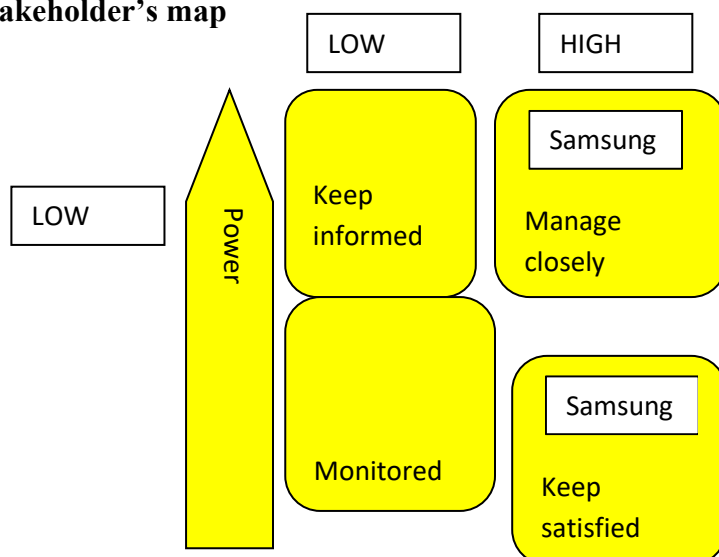 akeholder’s map
LOW
HIGH
Samsung
LOW
Power
Keep
informed
Manage
closely
Samsung
Monitored
Keep
satisfied